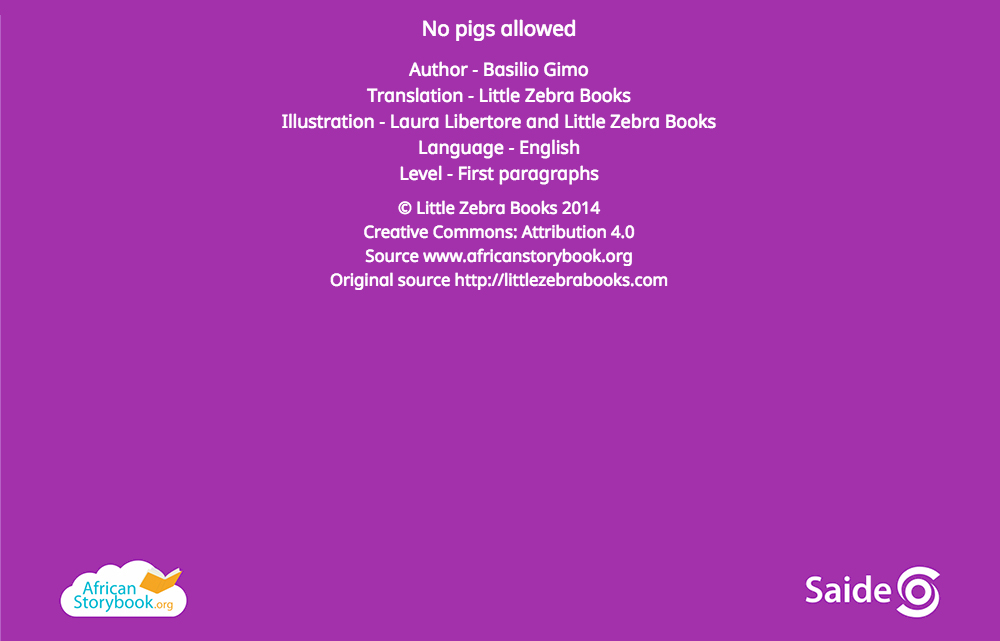 No pigs allowed
Author - Basilio Gimo
Translation - Little Zebra Books
Illustration - Laura Libertore and Little Zebra Books
Language - English
Level - First paragraphs
© Little Zebra Books 2014
Creative Commons: Attribution 4.0
Source www.africanstorybook.org
Original source http://littlezebrabooks.com
African
Storybook.org
Saide